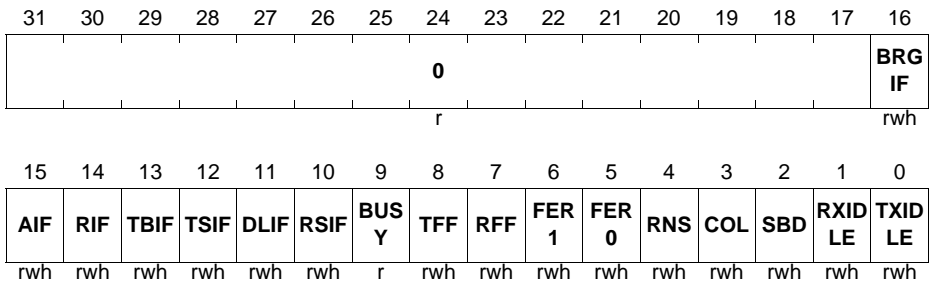 31 30 29 28 27 26 25 24 23 22 21 20 19 18 17 16
0 BRG IF
r rwh
15 14 13 12 11 10 9 8 7 6 5 4 3 2 1 0
AIF RIF TBIF TSIF DLIF RSIF BUS Y TFF RFF FER 1 FER 0 RNS COL SBD RXID LE TXID LE
rwh rwh rwh rwh rwh rwh r rwh rwh rwh rwh rwh rwh rwh rwh rwh